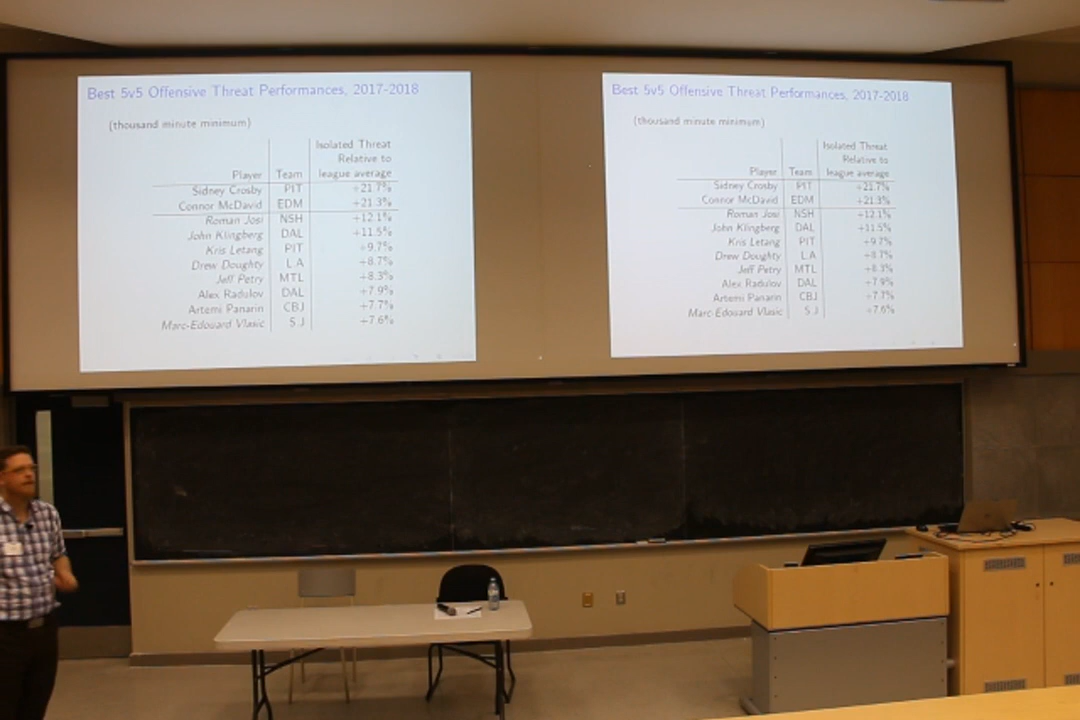 Best 5v5 Offensive Threat Performances, 2017-2018
(thousand minute minimum)
Isolated Threat
Relative to
Player Team league average
Sidney Crosby PIT +21.7%
Connor McDavid EDM +21.3%
Roman Josi NSH +12.1%
John Klingberg DAL +11.5%
Kris Letang PIT +9.7%
Drew Doughty L.A +8.7%
Jeff Petry MTL +8.3%
Alex Radulov DAL +7.9%
Artemi Panarin CBJ +7.7%
Marc-Edouard Vlasic S.J +7.6%
Best 5v5 Offensive Threat Performances, 2017-2018
(thousand minute minimum)
Isolated Threat
Relative to
Player Team league average
Sidney Crosby PIT +21.7%
Connor McDavid EDM +21.3%
Roman Josi NSH +12.1%
John Klingberg DAL +11.5%
Kris Letang PIT +9.7%
Drew Doughty L.A +8.7%
Jeff Petry MTL +8.3%
Alex Radulov DAL +7.9%
Artemi Panarin CBJ +7.7%
Marc-Edouard Vlasic S.J +7.6%